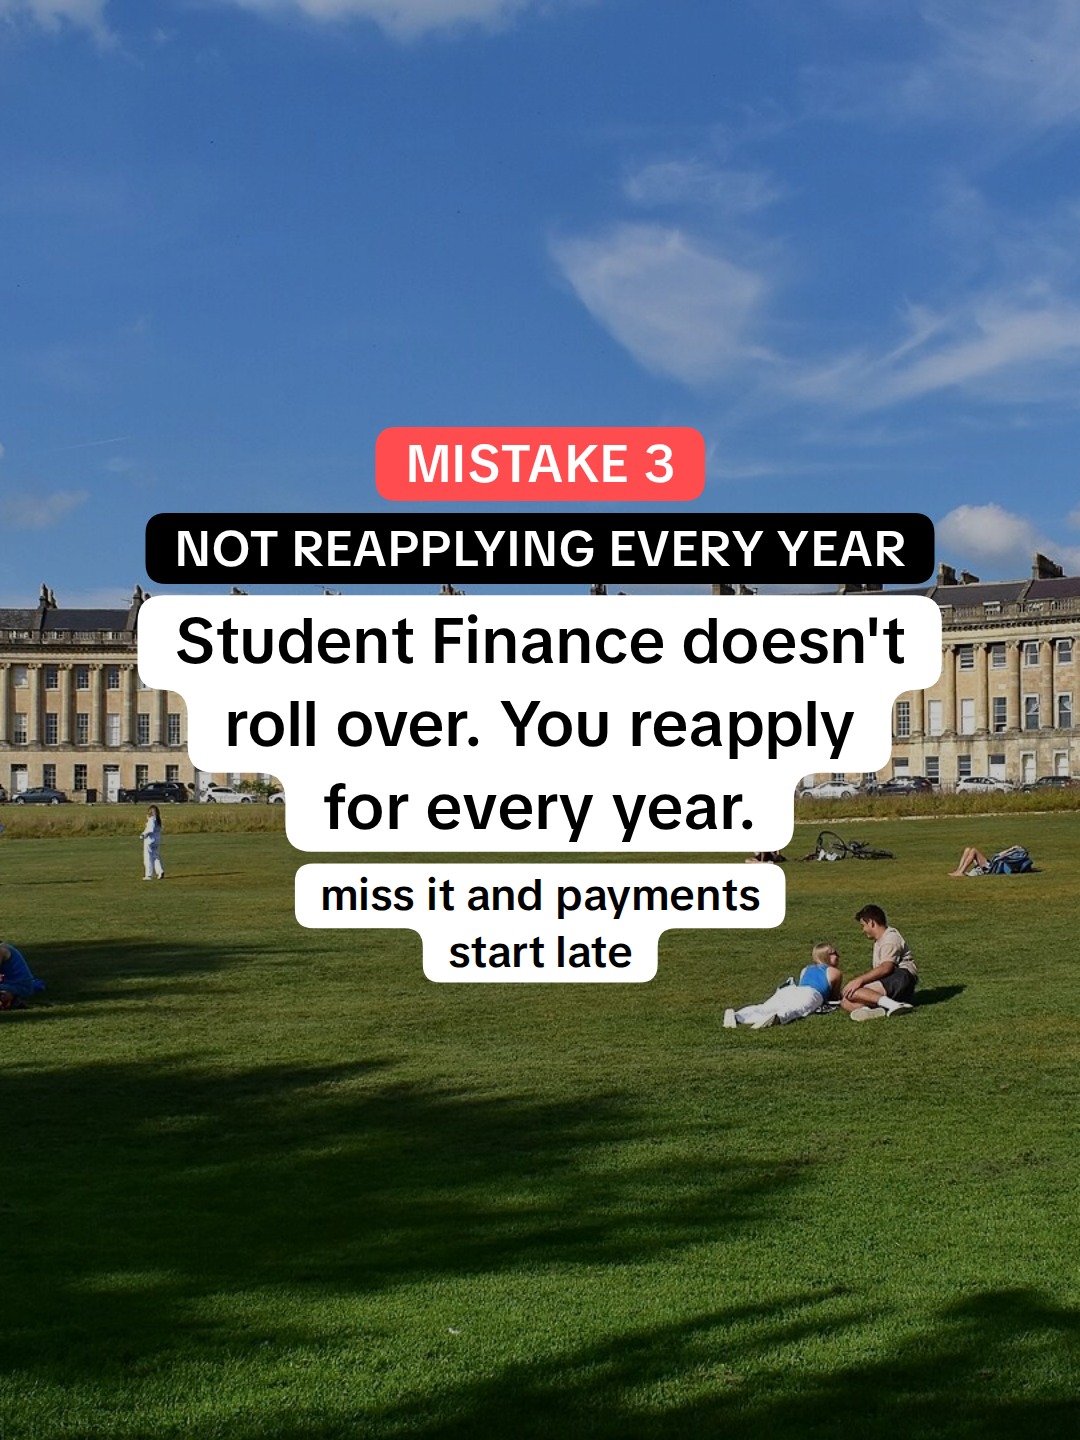 MISTAKE 3
NOT REAPPLYING EVERY YEAR
Student Finance doesn't
roll over. You reapply
for every year.
miss it and payments
start late